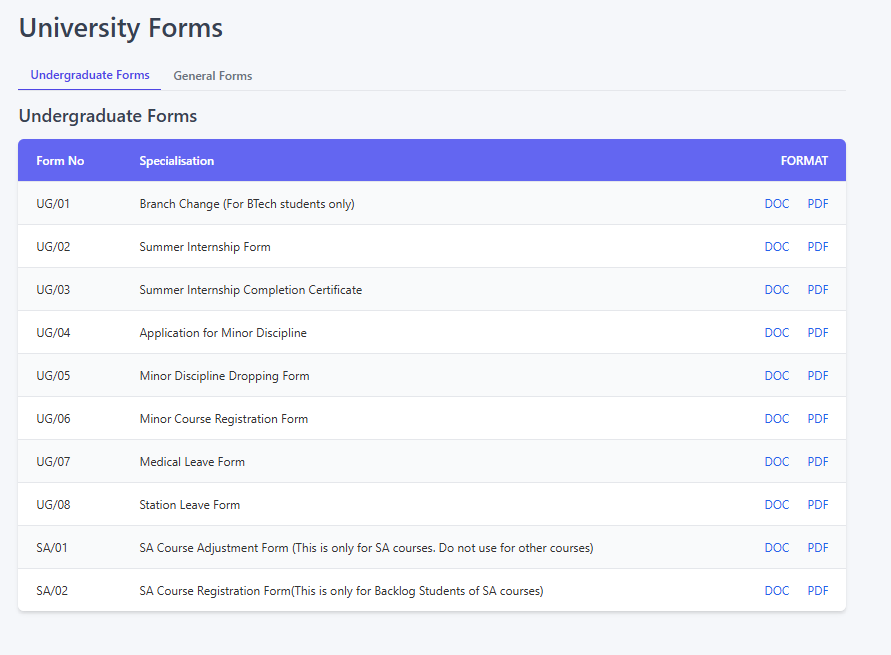 University Forms
Undergraduate Forms General Forms
Undergraduate Forms
Form No Specialisation FORMAT
UG/01 Branch Change (For BTech students only) DOC PDF
UG/02 Summer Internship Form DOC PDF
UG/03 Summer Internship Completion Certificate DOC PDF
UG/04 Application for Minor Discipline DOC PDF
UG/05 Minor Discipline Dropping Form DOC PDF
UG/06 Minor Course Registration Form DOC PDF
UG/07 Medical Leave Form DOC PDF
UG/08 Station Leave Form DOC PDF
SA/01 SA Course Adjustment Form (This is only for SA courses. Do not use for other courses) DOC PDF
SA/02 SA Course Registration Form(This is only for Backlog Students of SA courses) DOC PDF